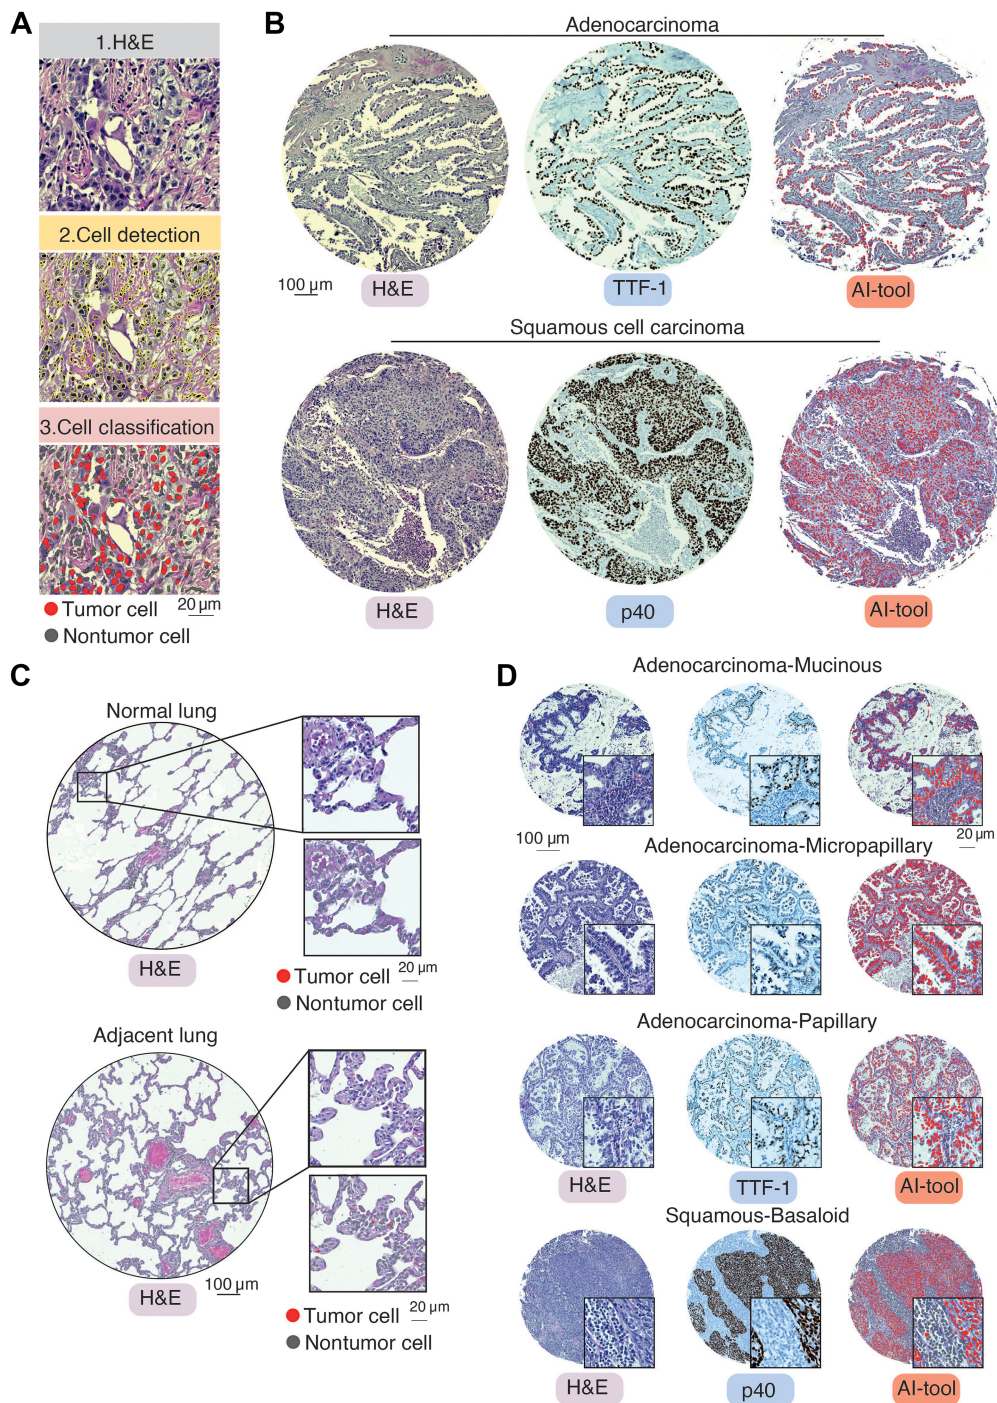 A
1.H&E
2.Cell detection
3.Cell classification
Tumor cell
20 µm
Nontumor cell
B
Adenocarcinoma
100 µm
H&E
TTF-1
AI-tool
Squamous cell carcinoma
H&E
p40
AI-tool
C
Normal lung
H&E
Tumor cell
20 µm
Nontumor cell
Adjacent lung
100 µm
H&E
Tumor cell
20 µm
Nontumor cell
D
Adenocarcinoma-Mucinous
100 µm
20 µm
Adenocarcinoma-Micropapillary
Adenocarcinoma-Papillary
H&E
TTF-1
AI-tool
Squamous-Basaloid
H&E
p40
AI-tool